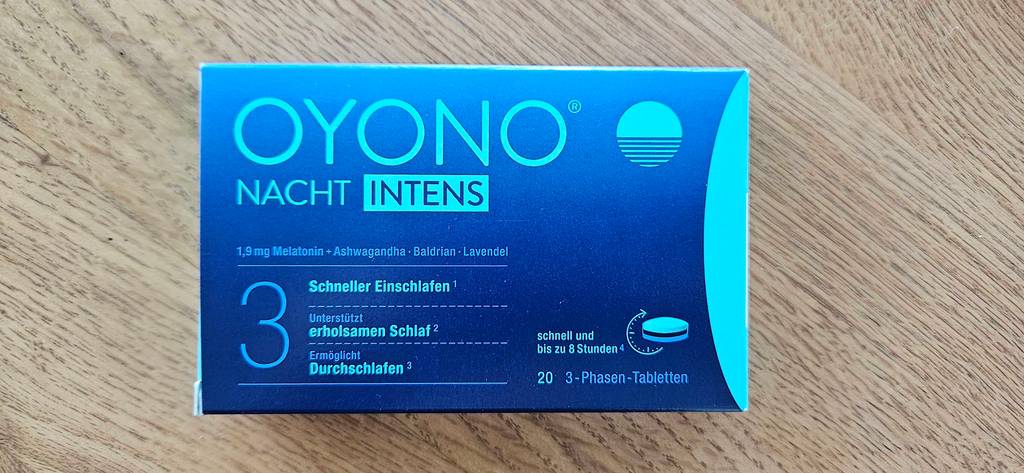 OYONO®
NACHT INTENS
1,9 mg Melatonin + Ashwagandha · Baldrian · Lavendel
3
Schneller Einschlafen ¹
Unterstützt
erholsamen Schlaf ²
Ermöglicht
Durchschlafen ³
schnell und
bis zu 8 Stunden ⁴
20 3-Phasen-Tabletten